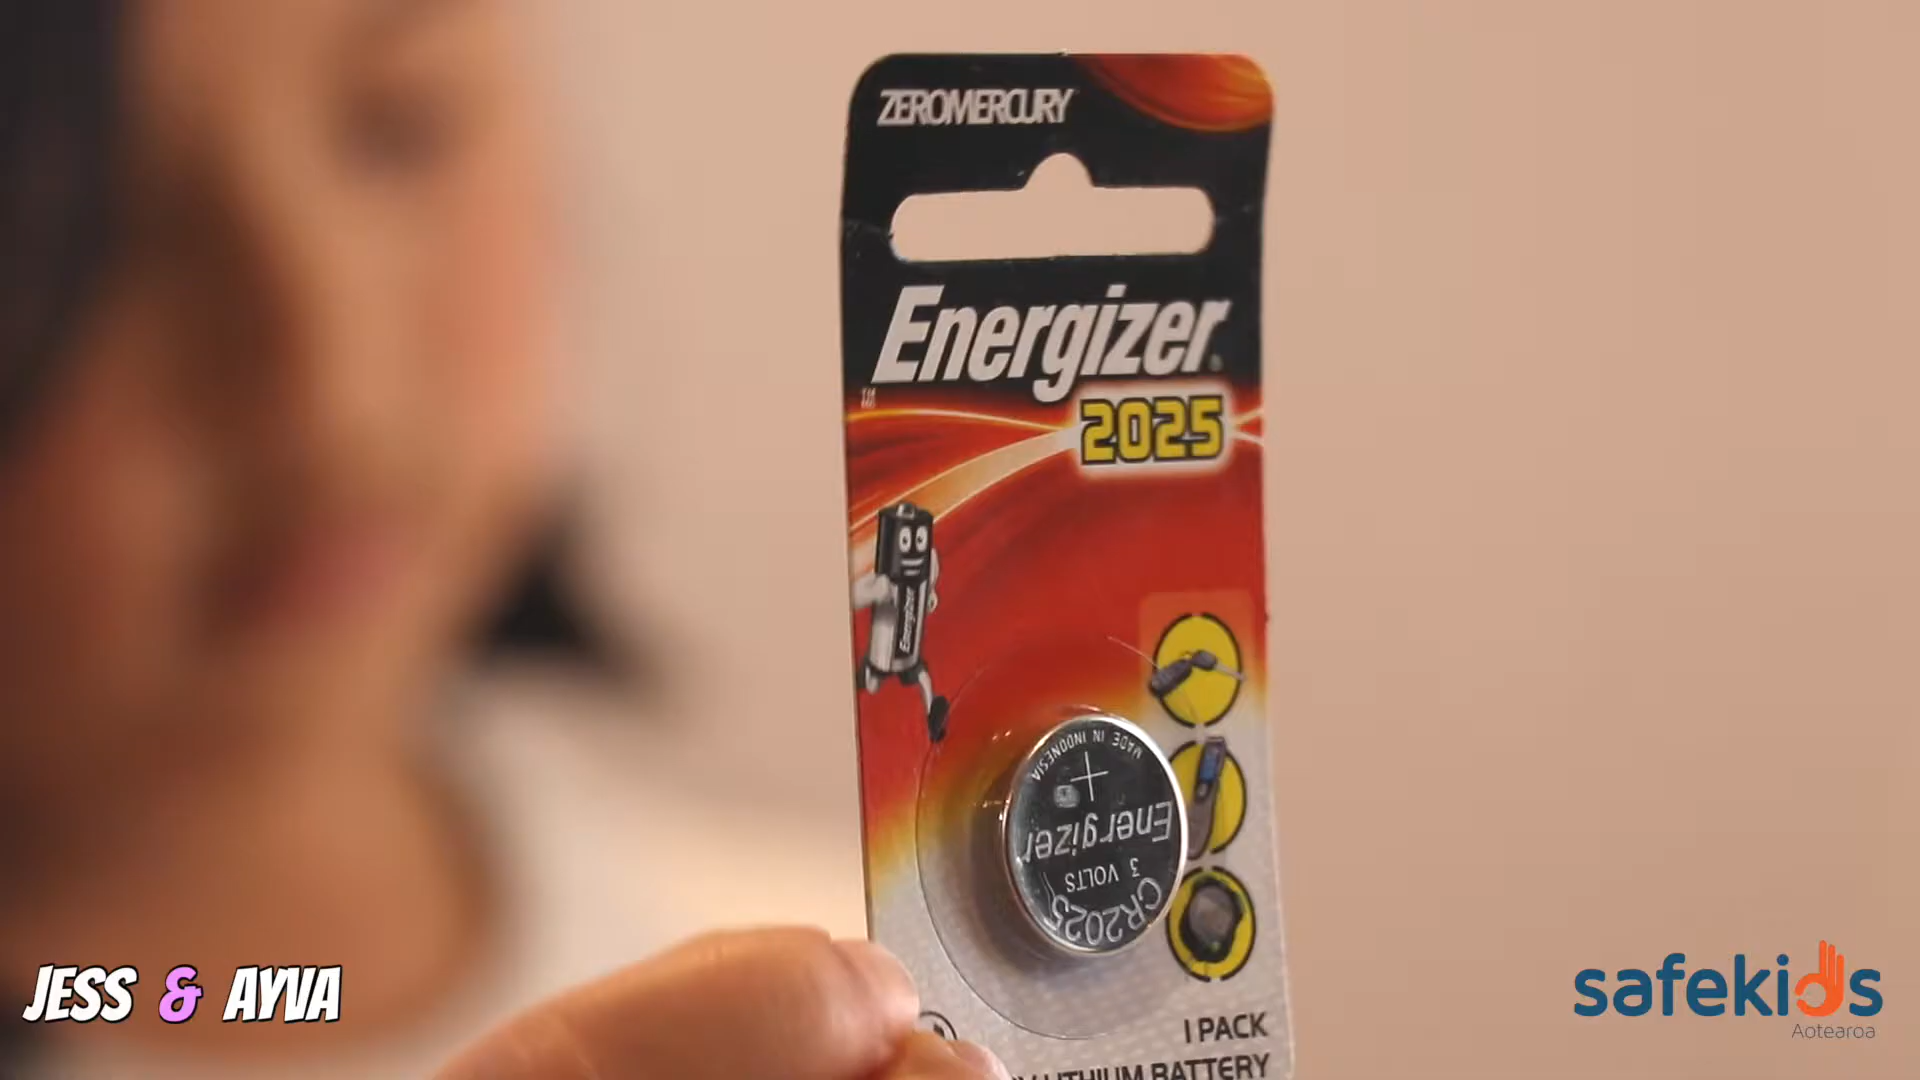 ZEROMERCURY
Energizer
2025
Energizer
MADE IN INDONESIA
+
Energizer
3 VOLTS
CR2025
1 PACK
LITHIUM BATTERY
JESS & AYVA
safekids
Aotearoa